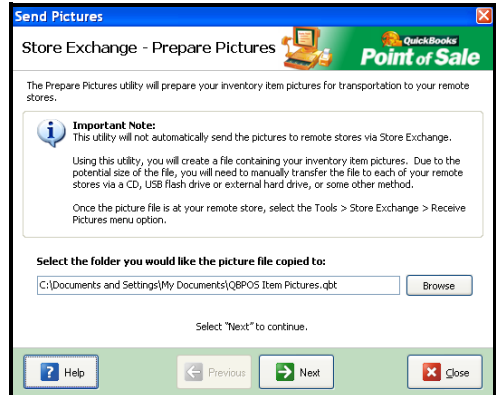 Send Pictures
Store Exchange - Prepare Pictures
QuickBooks
Point of Sale
The Prepare Pictures utility will prepare your inventory item pictures for transportation to your remote
stores.
Important Note:
This utility will not automatically send the pictures to remote stores via Store Exchange.
Using this utility, you will create a file containing your inventory item pictures. Due to the
potential size of the file, you will need to manually transfer the file to each of your remote
stores via a CD, USB flash drive or external hard drive, or some other method.
Once the picture file is at your remote store, select the Tools > Store Exchange > Receive
Pictures menu option.
Select the folder you would like the picture file copied to:
C:\Documents and Settings\My Documents\QBPOS Item Pictures.qbt
Browse
Select "Next" to continue.
Help
Previous
Next
Close